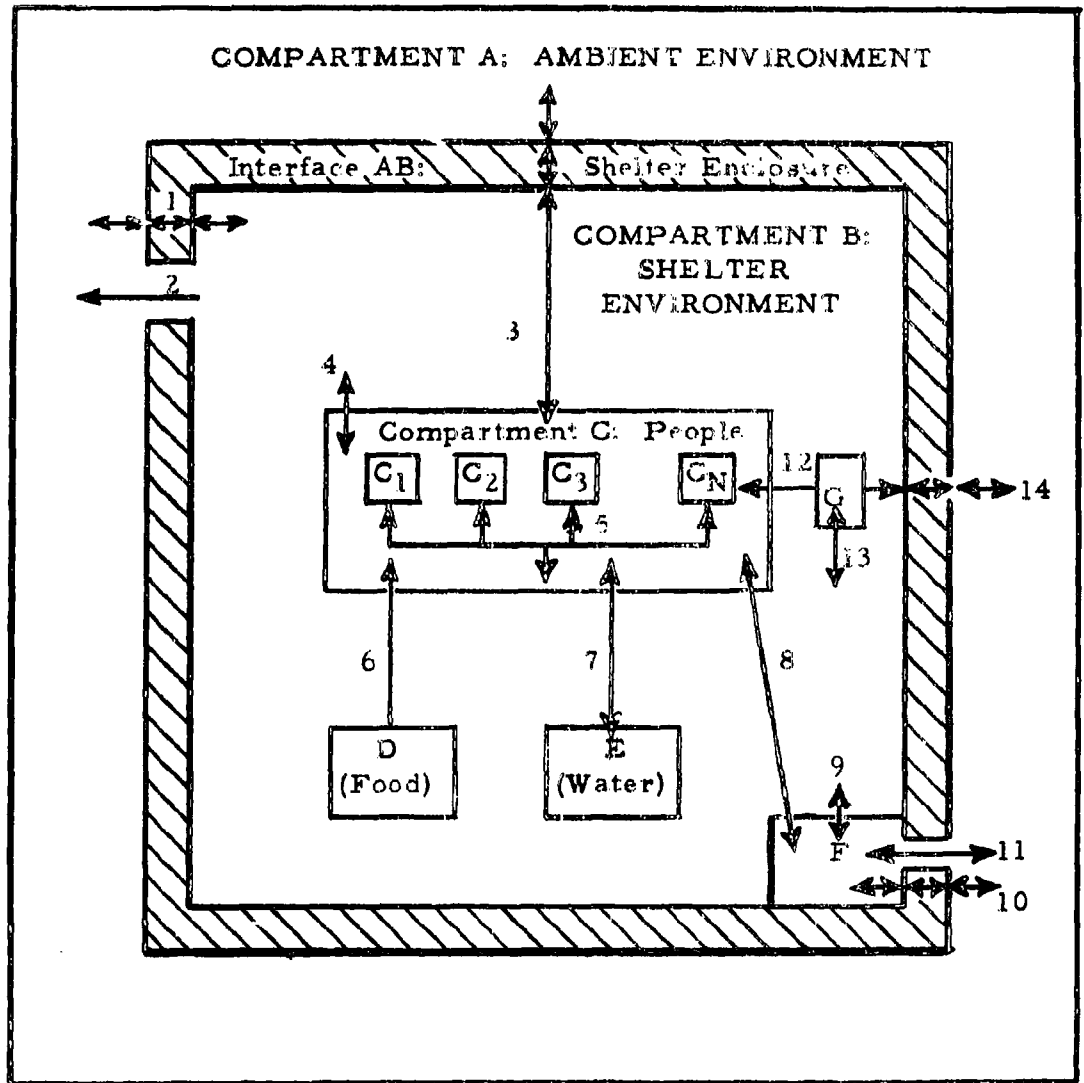 COMPARTMENT A: AMBIENT ENVIRONMENT
Interface AB: Shelter Enclosure
1
COMPARTMENT B:
SHELTER
ENVIRONMENT
2
3
4
Compartment C: People
C1 C2 C3 CN
12
G
14
5
13
6
7
8
D
(Food)
E
(Water)
9
F
11
10